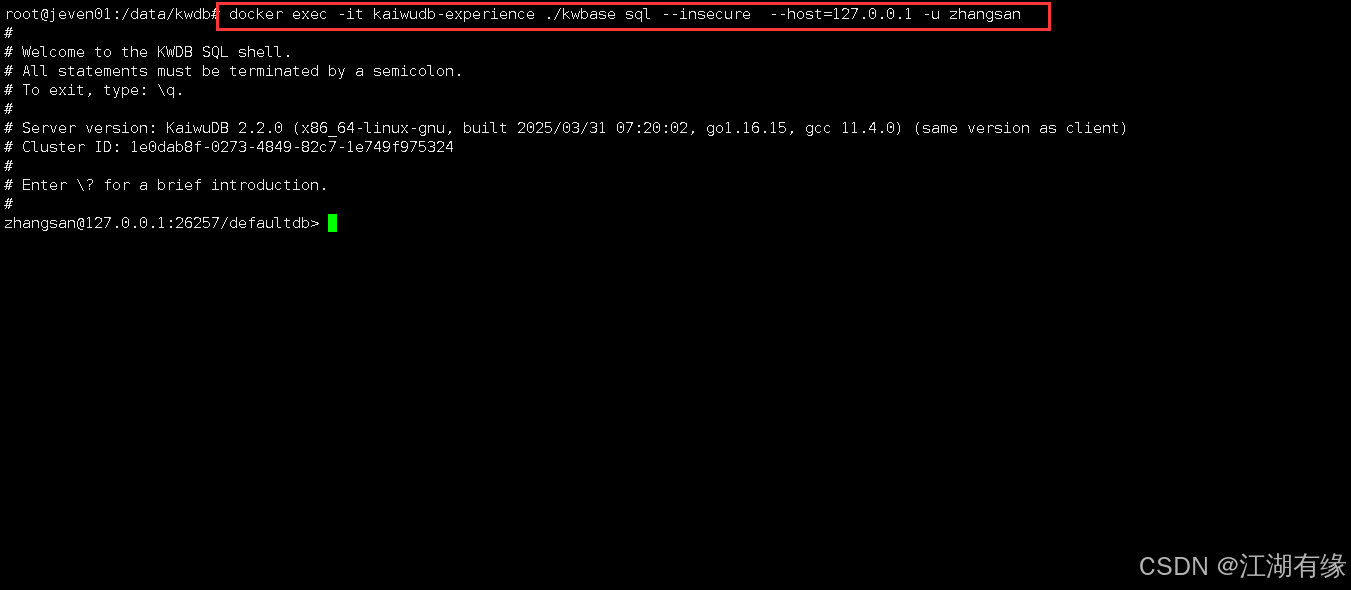 root@jeven01:/data/kwdb# docker exec -it kaiwudb-experience ./kwbase sql --insecure  --host=127.0.0.1 -u zhangsan
#
# Welcome to the KWDB SQL shell.
# All statements must be terminated by a semicolon.
# To exit, type: \q.
#
# Server version: KaiwuDB 2.2.0 (x86_64-linux-gnu, built 2025/03/31 07:20:02, go1.16.15, gcc 11.4.0) (same version as client)
# Cluster ID: 1e0dab8f-0273-4849-82c7-1e749f975324
#
# Enter \? for a brief introduction.
#
zhangsan@127.0.0.1:26257/defaultdb>
CSDN @江湖有缘